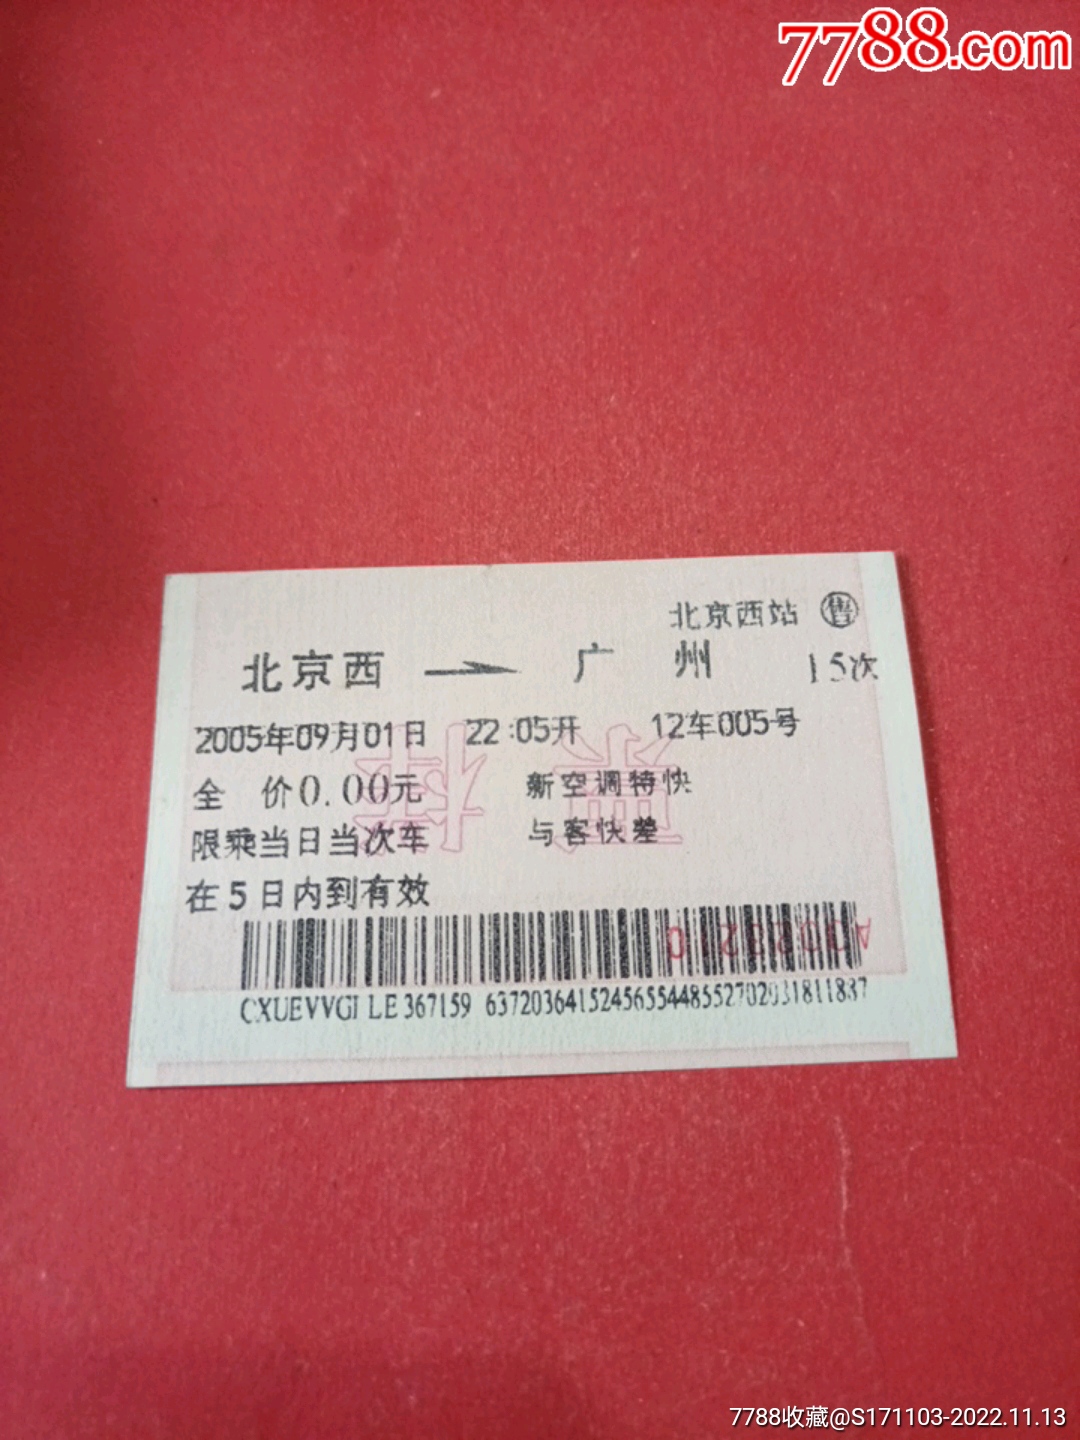 7788.com
北京西站 售
北京西 广州 15次
2005年09月01日 22:05开 12车005号
全 价0.00元 新空调特快
限乘当日当次车 与客快差
在5日内到有效
CXUEVVGILE367159 6372036415245655448552702031811837
7788收藏@S171103-2022.11.13